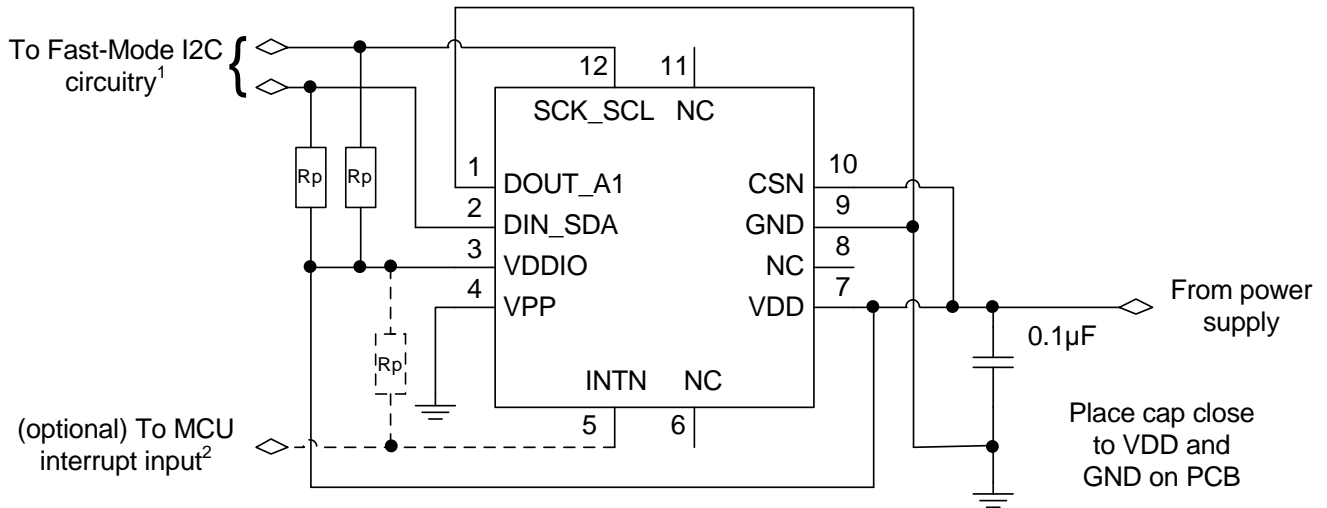 To Fast-Mode I2C
circuitry1
{
12
11
SCK_SCL
NC
Rp
Rp
1
DOUT_A1
CSN
10
2
DIN_SDA
GND
9
3
VDDIO
NC
8
4
VPP
VDD
7
From power
supply
0.1µF
Rp
INTN
NC
5
6
Place cap close
to VDD and
GND on PCB
(optional) To MCU
interrupt input2